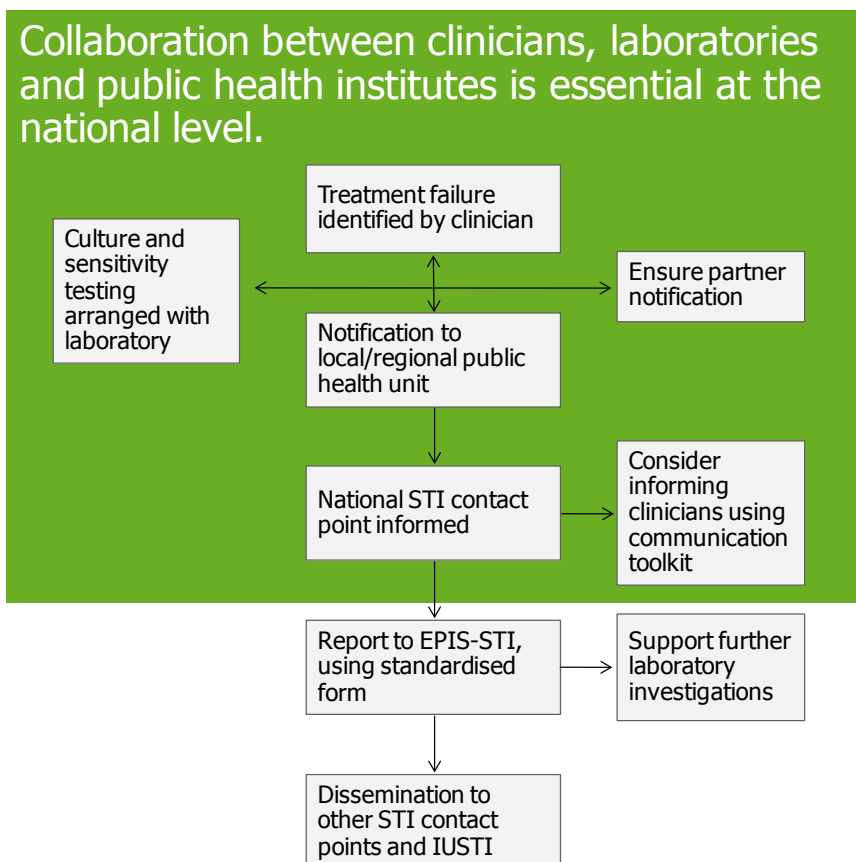 Collaboration between clinicians, laboratories
and public health institutes is essential at the
national level.
Treatment failure
identified by clinician
Culture and
sensitivity
testing
arranged with
laboratory
Ensure partner
notification
Notification to
local/regional public
health unit
National STI contact
point informed
Consider
informing
clinicians using
communication
toolkit
Report to EPIS-STI,
using standardised
form
Support further
laboratory
investigations
Dissemination to
other STI contact
points and IUSTI